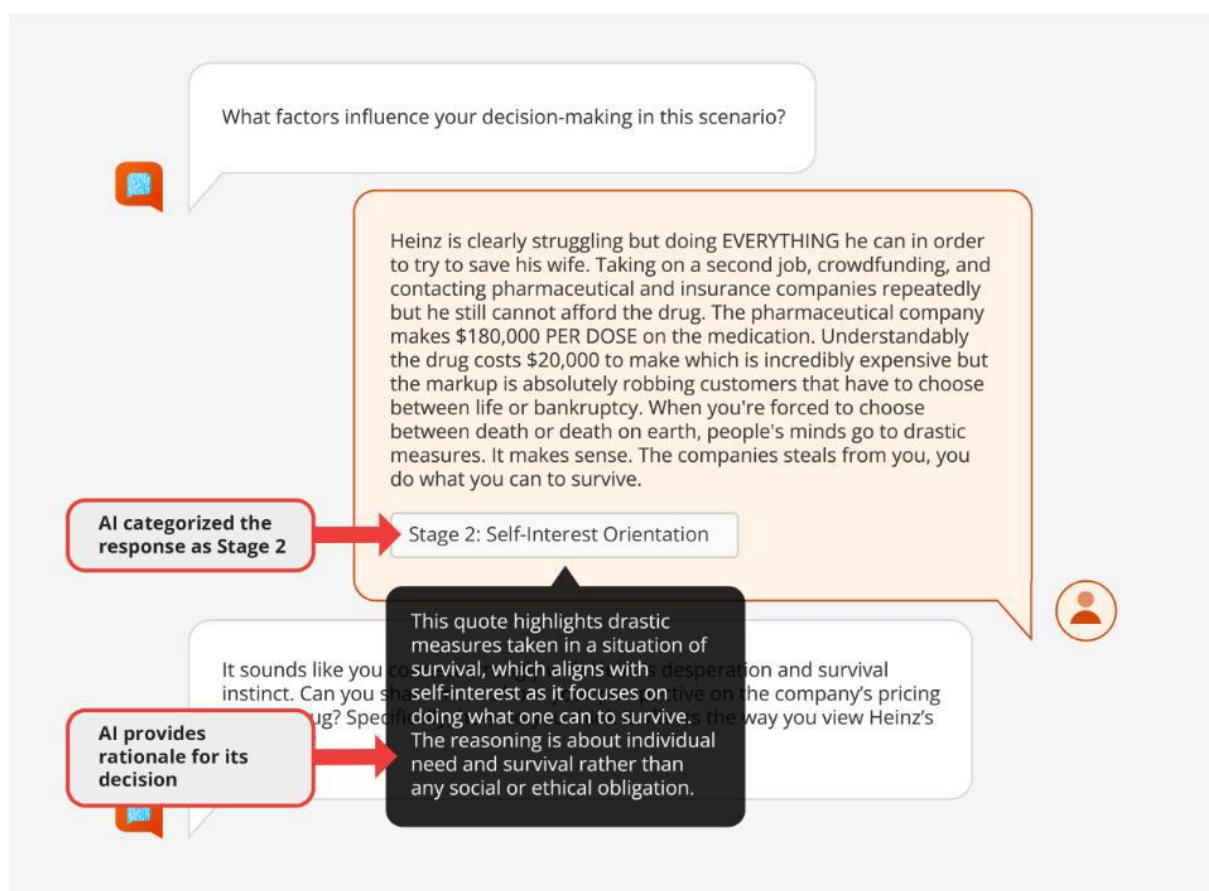 What factors influence your decision-making in this scenario?
Heinz is clearly struggling but doing EVERYTHING he can in order
to try to save his wife. Taking on a second job, crowdfunding, and
contacting pharmaceutical and insurance companies repeatedly
but he still cannot afford the drug. The pharmaceutical company
makes $180,000 PER DOSE on the medication. Understandably
the drug costs $20,000 to make which is incredibly expensive but
the markup is absolutely robbing customers that have to choose
between life or bankruptcy. When you're forced to choose
between death or death on earth, people's minds go to drastic
measures. It makes sense. The companies steals from you, you
do what you can to survive.
AI categorized the
response as Stage 2
Stage 2: Self-Interest Orientation
This quote highlights drastic
measures taken in a situation of
survival, which aligns with
self-interest as it focuses on
doing what one can to survive.
The reasoning is about individual
need and survival rather than
any social or ethical obligation.
It sounds like you desperation and survival
instinct. Can you on the company's pricing
the way you view Heinz's
AI provides
rationale for its
decision